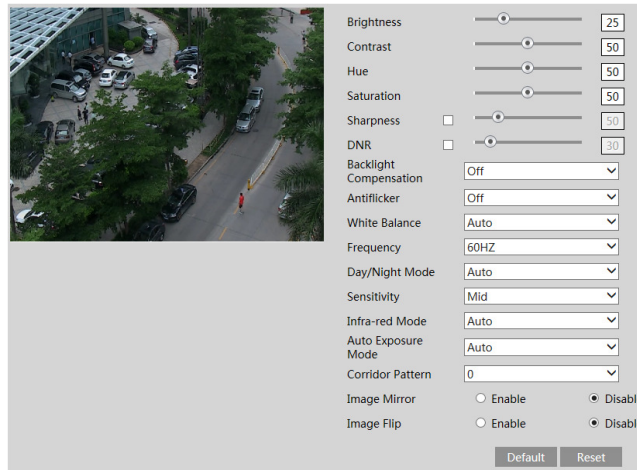 Brightness 25
Contrast 50
Hue 50
Saturation 50
Sharpness 50
DNR 30
Backlight
Compensation Off
Antiflicker Off
White Balance Auto
Frequency 60HZ
Day/Night Mode Auto
Sensitivity Mid
Infra-red Mode Auto
Auto Exposure
Mode Auto
Corridor Pattern 0
Image Mirror Enable Disabl
Image Flip Enable Disabl
Default Reset